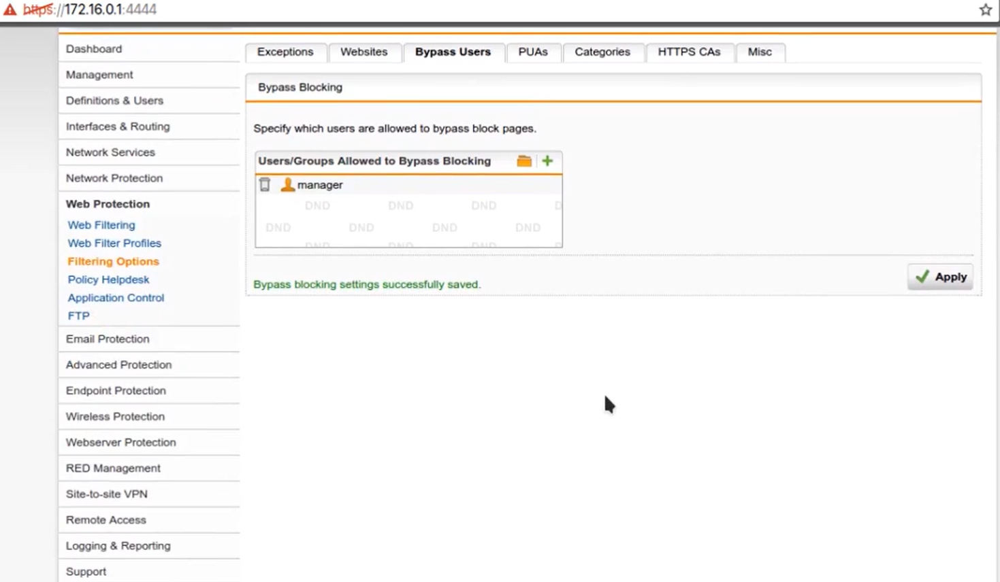 https://172.16.0.1:4444
Dashboard
Management
Definitions & Users
Interfaces & Routing
Network Services
Network Protection
Web Protection
Web Filtering
Web Filter Profiles
Filtering Options
Policy Helpdesk
Application Control
FTP
Email Protection
Advanced Protection
Endpoint Protection
Wireless Protection
Webserver Protection
RED Management
Site-to-site VPN
Remote Access
Logging & Reporting
Support
Exceptions Websites Bypass Users PUAs Categories HTTPS CAs Misc
Bypass Blocking
Specify which users are allowed to bypass block pages.
Users/Groups Allowed to Bypass Blocking
manager
DND DND DND D
DND DND DND DND
DND DND DND D
Bypass blocking settings successfully saved.
Apply